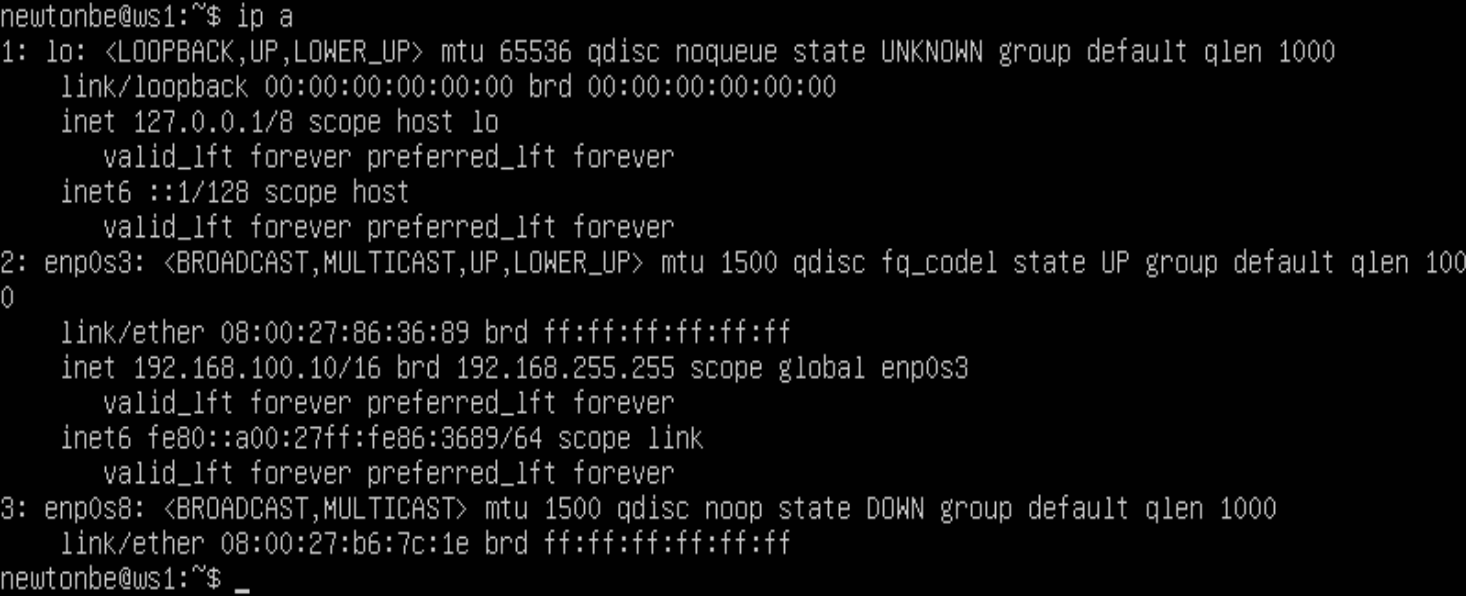 newtonbe@ws1:~$ ip a
1: lo: <LOOPBACK,UP,LOWER_UP> mtu 65536 qdisc noqueue state UNKNOWN group default qlen 1000
    link/loopback 00:00:00:00:00:00 brd 00:00:00:00:00:00
    inet 127.0.0.1/8 scope host lo
       valid_lft forever preferred_lft forever
    inet6 ::1/128 scope host
       valid_lft forever preferred_lft forever
2: enp0s3: <BROADCAST,MULTICAST,UP,LOWER_UP> mtu 1500 qdisc fq_codel state UP group default qlen 100
0
    link/ether 08:00:27:86:36:89 brd ff:ff:ff:ff:ff:ff
    inet 192.168.100.10/16 brd 192.168.255.255 scope global enp0s3
       valid_lft forever preferred_lft forever
    inet6 fe80::a00:27ff:fe86:3689/64 scope link
       valid_lft forever preferred_lft forever
3: enp0s8: <BROADCAST,MULTICAST> mtu 1500 qdisc noop state DOWN group default qlen 1000
    link/ether 08:00:27:b6:7c:1e brd ff:ff:ff:ff:ff:ff
newtonbe@ws1:~$ _